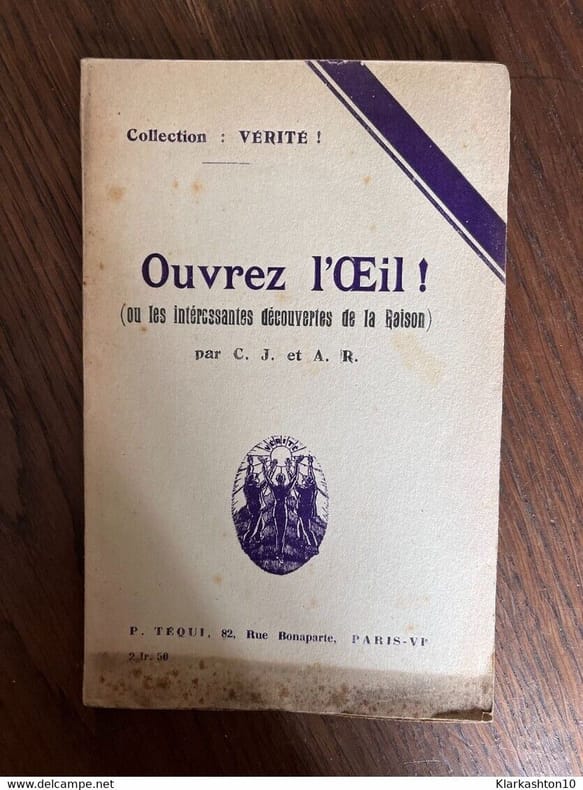 Collection : VÉRITÉ !
Ouvrez l'Œil !
(ou les intéressantes découvertes de la Raison)
par C. J. et A. R.
VÉRITÉ
P. TÉQUI, 82, Rue Bonaparte, PARIS-VIᵉ
2 fr. 50
www.delcampe.net
Klarkashton10